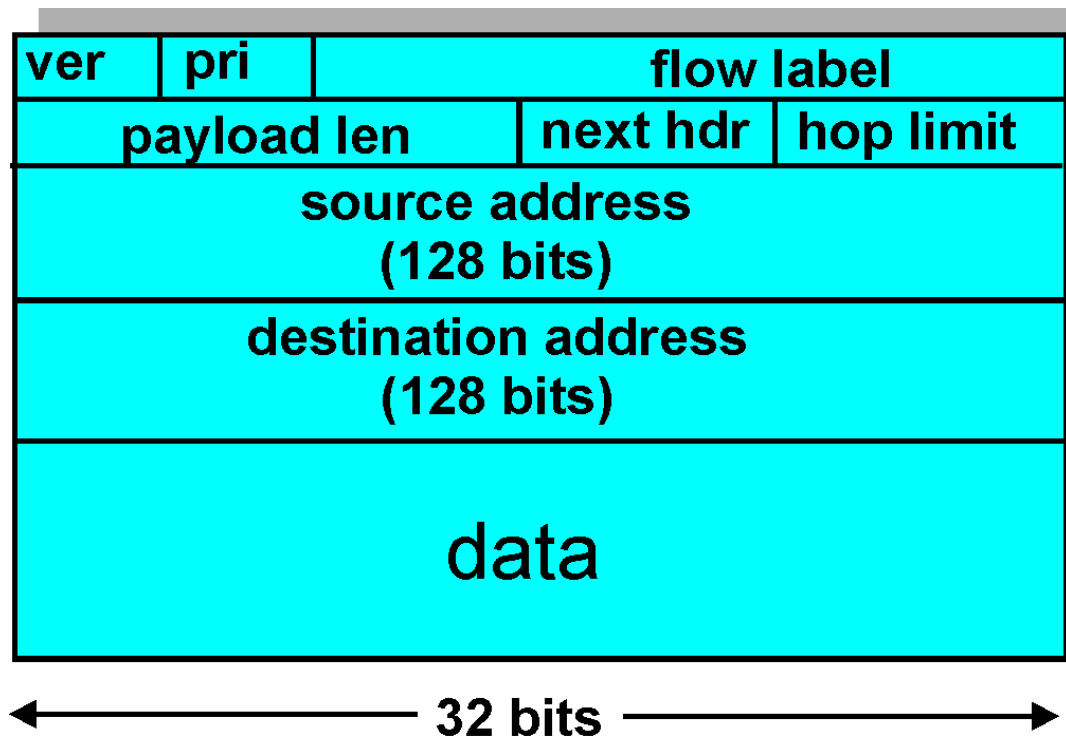 ver pri flow label
payload len next hdr hop limit
source address
(128 bits)
destination address
(128 bits)
data
32 bits